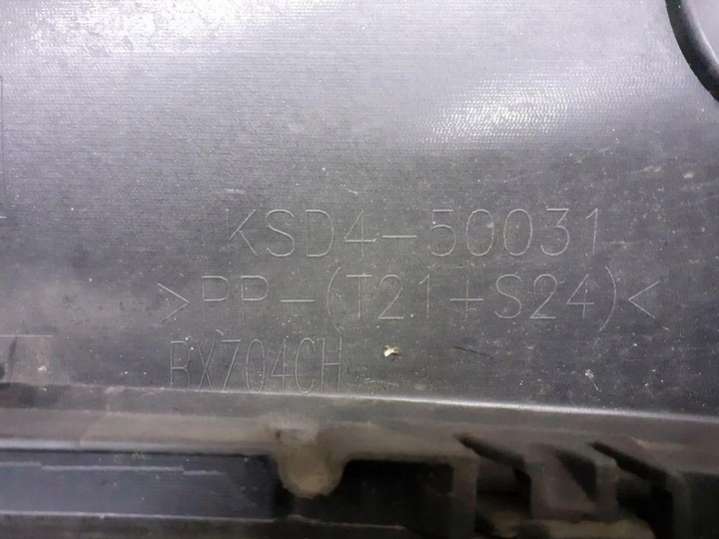 KSD4-50031
>PP-(T21+S24)<
BX704CH